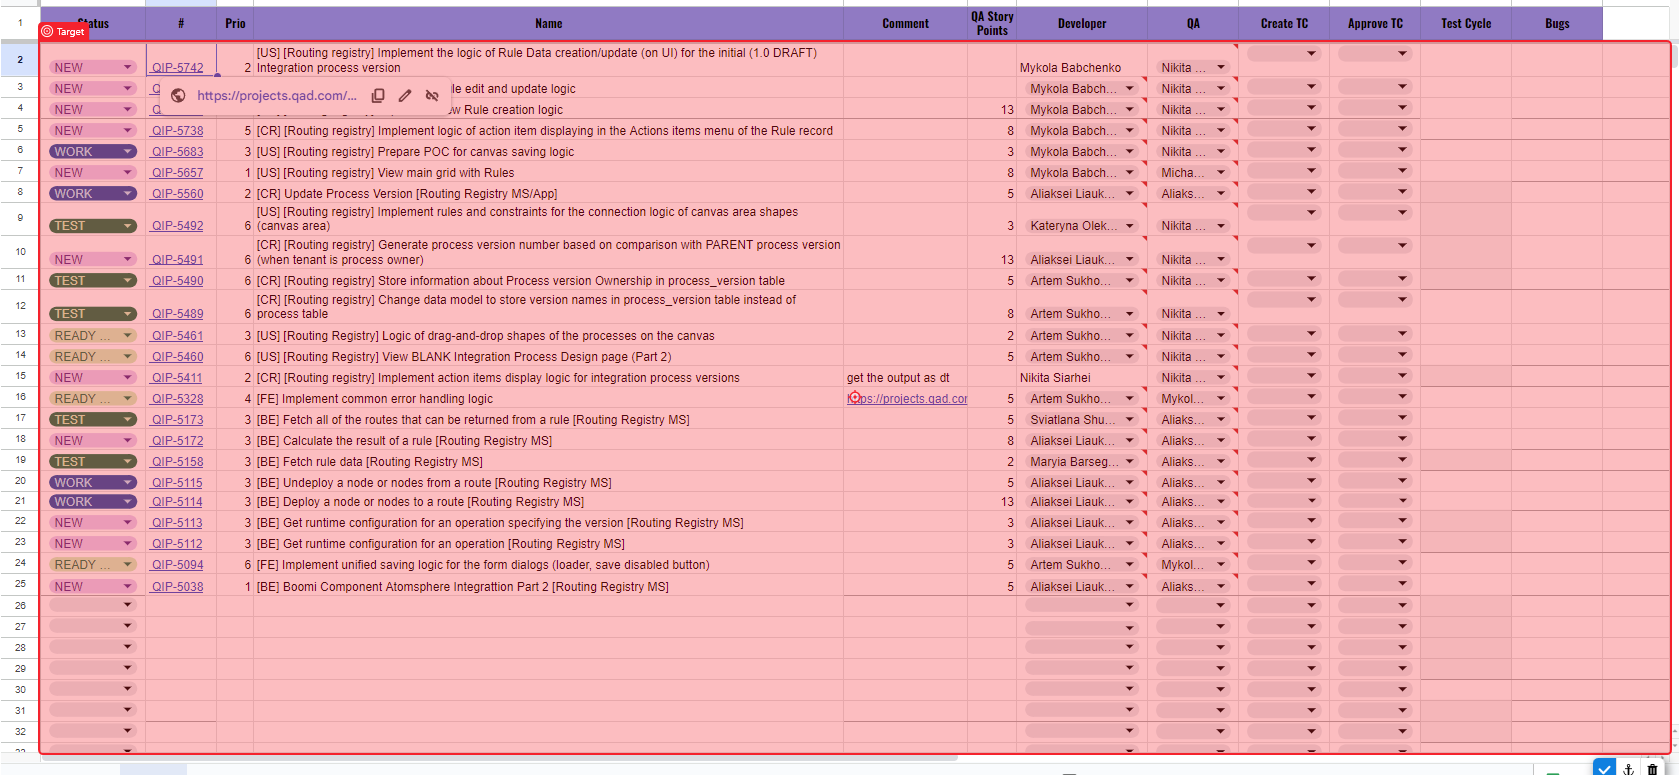 1 Status # Prio Name Comment QA Story Points Developer QA Create TC Approve TC Test Cycle Bugs
Target
[US] [Routing registry] Implement the logic of Rule Data creation/update (on UI) for the initial (1.0 DRAFT)
2 NEW QIP-5742 2 Integration process version Mykola Babchenko Nikita ...
https://projects.qad.com/...
3 NEW le edit and update logic Mykola Babch... Nikita ...
4 NEW w Rule creation logic 13 Mykola Babch... Nikita ...
5 NEW QIP-5738 5 [CR] [Routing registry] Implement logic of action item displaying in the Actions items menu of the Rule record 8 Mykola Babch... Nikita ...
6 WORK QIP-5683 3 [US] [Routing registry] Prepare POC for canvas saving logic 3 Mykola Babch... Nikita ...
7 NEW QIP-5657 1 [US] [Routing registry] View main grid with Rules 8 Mykola Babch... Micha...
8 WORK QIP-5560 2 [CR] Update Process Version [Routing Registry MS/App] 5 Aliaksei Liauk... Aliaks...
[US] [Routing registry] Implement rules and constraints for the connection logic of canvas area shapes
9 TEST QIP-5492 6 (canvas area) 3 Kateryna Olek... Nikita ...
[CR] [Routing registry] Generate process version number based on comparison with PARENT process version
10 NEW QIP-5491 6 (when tenant is process owner) 13 Aliaksei Liauk... Nikita ...
11 TEST QIP-5490 6 [CR] [Routing registry] Store information about Process version Ownership in process_version table 5 Artem Sukho... Nikita ...
[CR] [Routing registry] Change data model to store version names in process_version table instead of
12 TEST QIP-5489 6 process table 8 Artem Sukho... Nikita ...
13 READY ... QIP-5461 3 [US] [Routing Registry] Logic of drag-and-drop shapes of the processes on the canvas 2 Artem Sukho... Nikita ...
14 READY ... QIP-5460 6 [US] [Routing Registry] View BLANK Integration Process Design page (Part 2) 5 Artem Sukho... Nikita ...
15 NEW QIP-5411 2 [CR] [Routing registry] Implement action items display logic for integration process versions get the output as dt Nikita Siarhei Nikita ...
16 READY ... QIP-5328 4 [FE] Implement common error handling logic https://projects.qad.cor 5 Artem Sukho... Mykol...
17 TEST QIP-5173 3 [BE] Fetch all of the routes that can be returned from a rule [Routing Registry MS] 5 Sviatlana Shu... Aliaks...
18 NEW QIP-5172 3 [BE] Calculate the result of a rule [Routing Registry MS] 8 Aliaksei Liauk... Aliaks...
19 TEST QIP-5158 3 [BE] Fetch rule data [Routing Registry MS] 2 Maryia Barseg... Aliaks...
20 WORK QIP-5115 3 [BE] Undeploy a node or nodes from a route [Routing Registry MS] 5 Aliaksei Liauk... Aliaks...
21 WORK QIP-5114 3 [BE] Deploy a node or nodes to a route [Routing Registry MS] 13 Aliaksei Liauk... Aliaks...
22 NEW QIP-5113 3 [BE] Get runtime configuration for an operation specifying the version [Routing Registry MS] 3 Aliaksei Liauk... Aliaks...
23 NEW QIP-5112 3 [BE] Get runtime configuration for an operation [Routing Registry MS] 3 Aliaksei Liauk... Aliaks...
24 READY ... QIP-5094 6 [FE] Implement unified saving logic for the form dialogs (loader, save disabled button) 5 Artem Sukho... Mykol...
25 NEW QIP-5038 1 [BE] Boomi Component Atomsphere Integrattion Part 2 [Routing Registry MS] 5 Aliaksei Liauk... Aliaks...
26
27
28
29
30
31
32